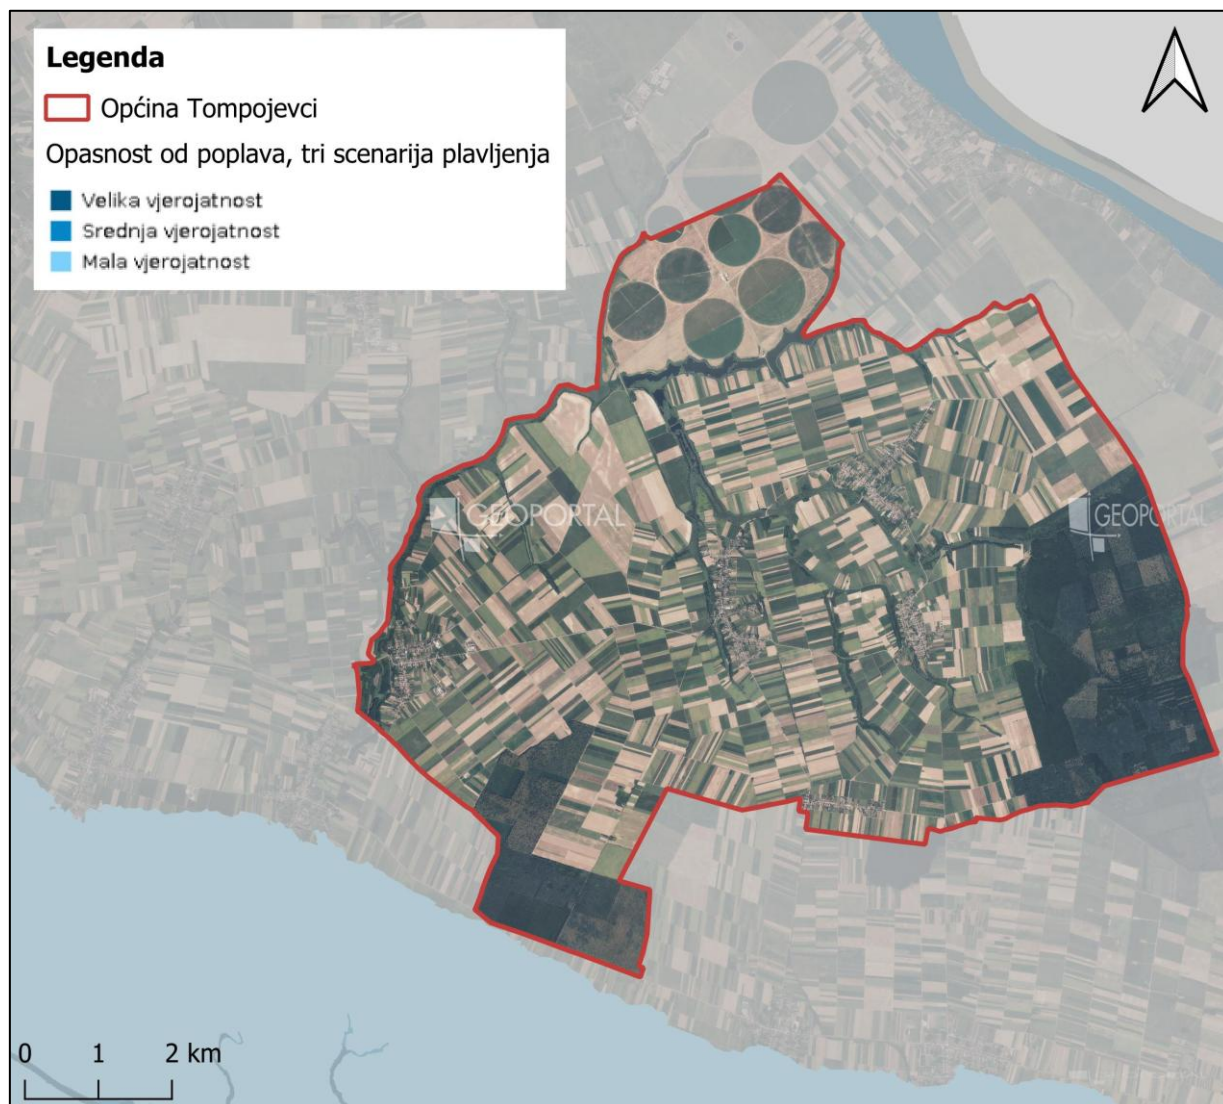 Legenda
Općina Tompojevci
Opasnost od poplava, tri scenarija plavljenja
Velika vjerojatnost
Srednja vjerojatnost
Mala vjerojatnost
GEOPORTAL
GEOPORTAL
0 1 2 km